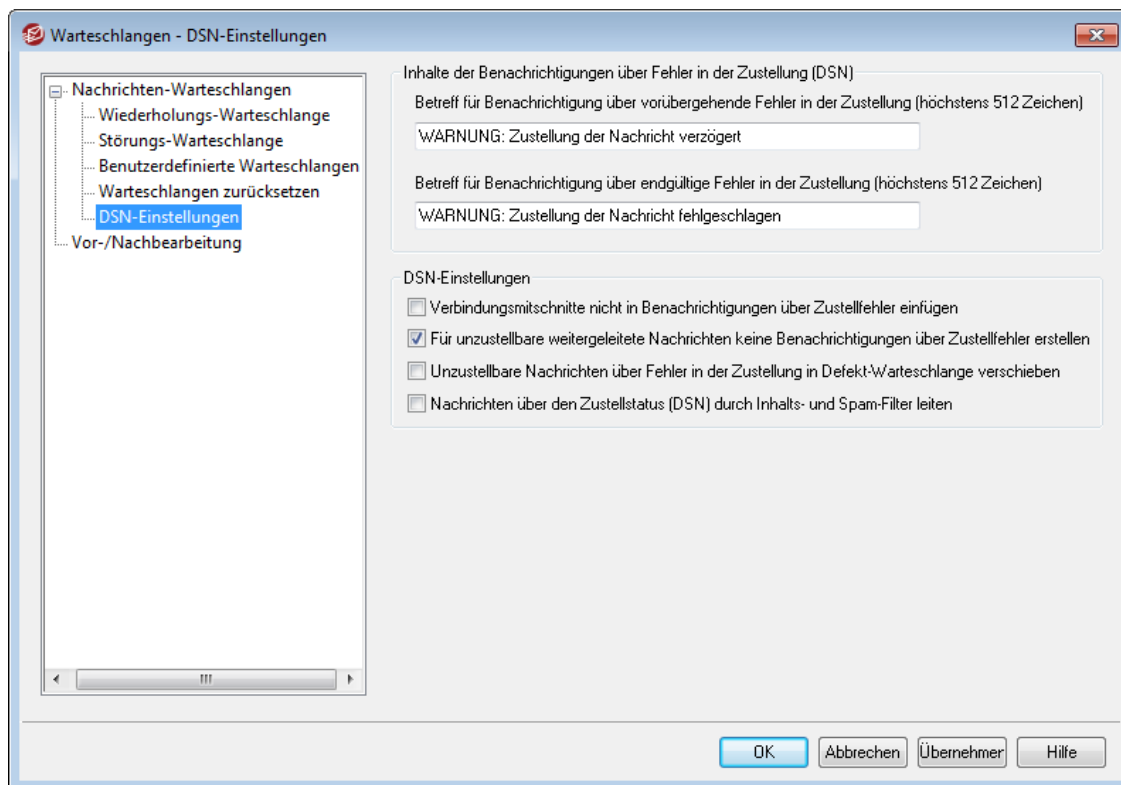 Warteschlangen - DSN-Einstellungen
Nachrichten-Warteschlangen
Wiederholungs-Warteschlange
Störungs-Warteschlange
Benutzerdefinierte Warteschlangen
Warteschlangen zurücksetzen
DSN-Einstellungen
Vor-/Nachbearbeitung
Inhalte der Benachrichtigungen über Fehler in der Zustellung (DSN)
Betreff für Benachrichtigung über vorübergehende Fehler in der Zustellung (höchstens 512 Zeichen)
WARNUNG: Zustellung der Nachricht verzögert
Betreff für Benachrichtigung über endgültige Fehler in der Zustellung (höchstens 512 Zeichen)
WARNUNG: Zustellung der Nachricht fehlgeschlagen
DSN-Einstellungen
Verbindungsmitschnitte nicht in Benachrichtigungen über Zustellfehler einfügen
Für unzustellbare weitergeleitete Nachrichten keine Benachrichtigungen über Zustellfehler erstellen
Unzustellbare Nachrichten über Fehler in der Zustellung in Defekt-Warteschlange verschieben
Nachrichten über den Zustellstatus (DSN) durch Inhalts- und Spam-Filter leiten
OK
Abbrechen
Übernehmer
Hilfe